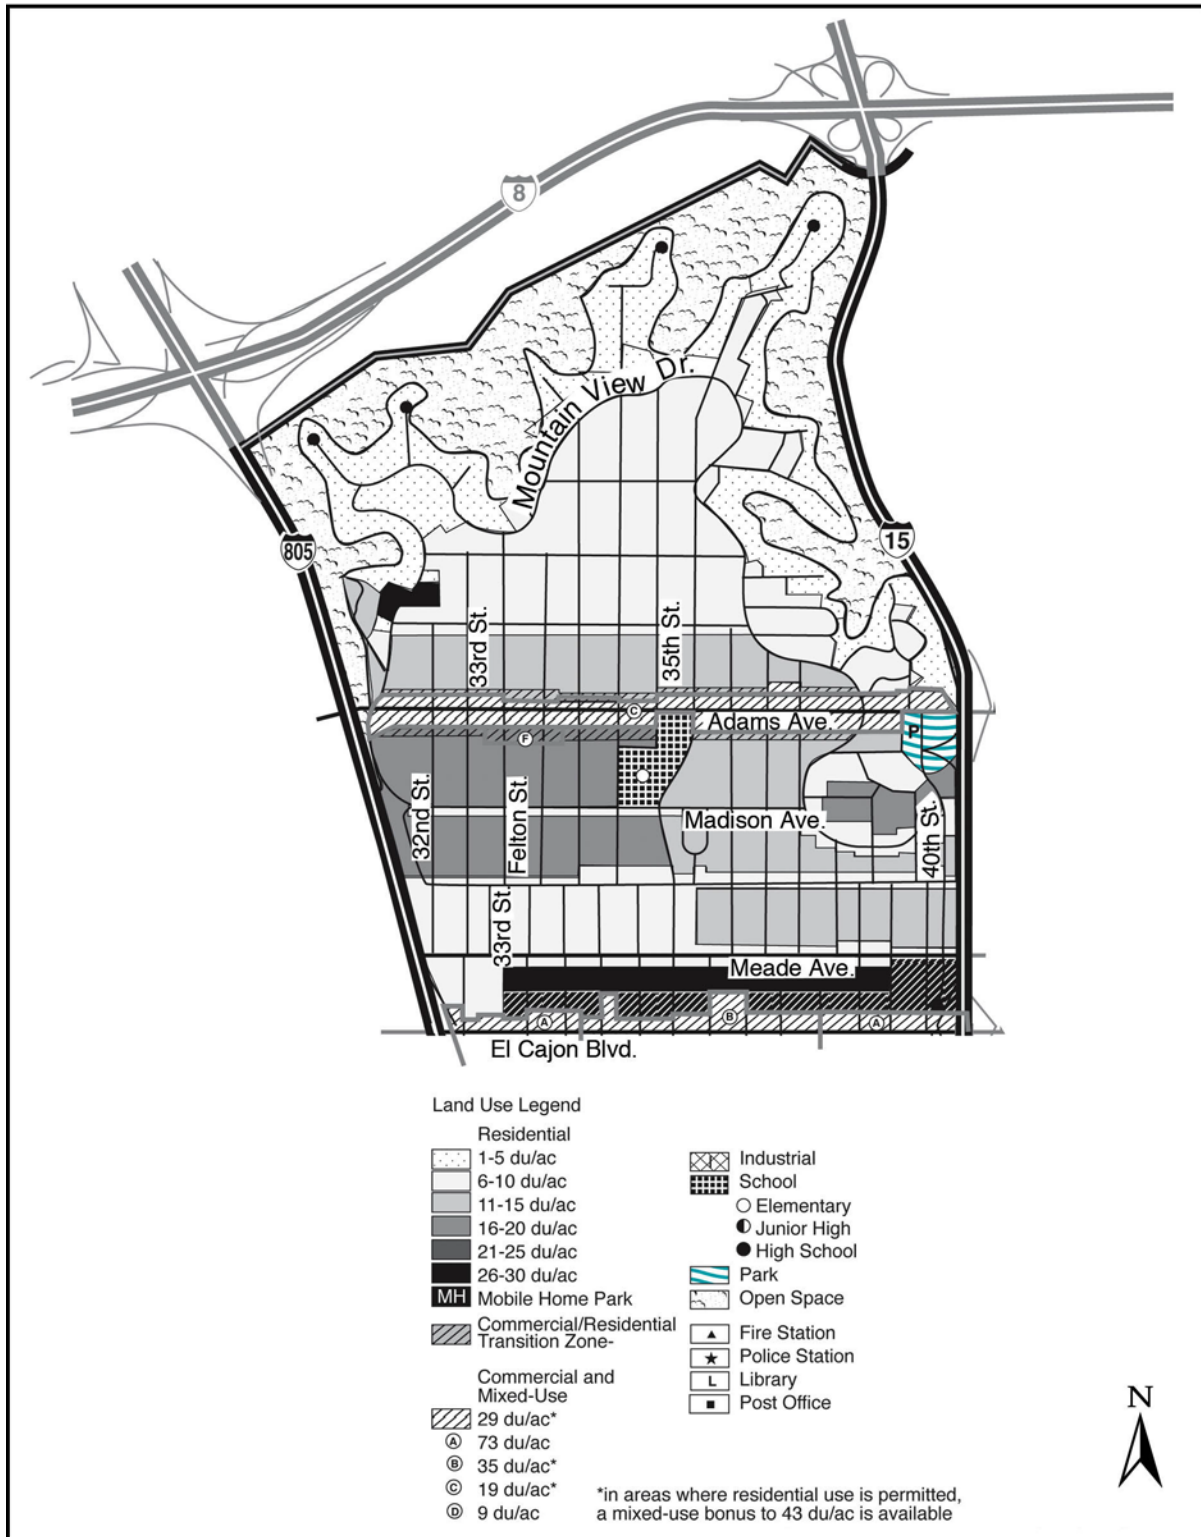 8
805
15
Mountain View Dr.
33rd St.
35th St.
C
Adams Ave.
P
F
32nd St.
Felton St.
Madison Ave.
40th St.
33rd St.
Meade Ave.
A
B
A
El Cajon Blvd.
Land Use Legend
Residential
1-5 du/ac
6-10 du/ac
11-15 du/ac
16-20 du/ac
21-25 du/ac
26-30 du/ac
MH Mobile Home Park
Commercial/Residential
Transition Zone-
Commercial and
Mixed-Use
29 du/ac*
A 73 du/ac
B 35 du/ac*
C 19 du/ac*
D 9 du/ac
I Industrial
School
Elementary
Junior High
High School
Park
Open Space
Fire Station
Police Station
L Library
Post Office
*in areas where residential use is permitted,
a mixed-use bonus to 43 du/ac is available
N